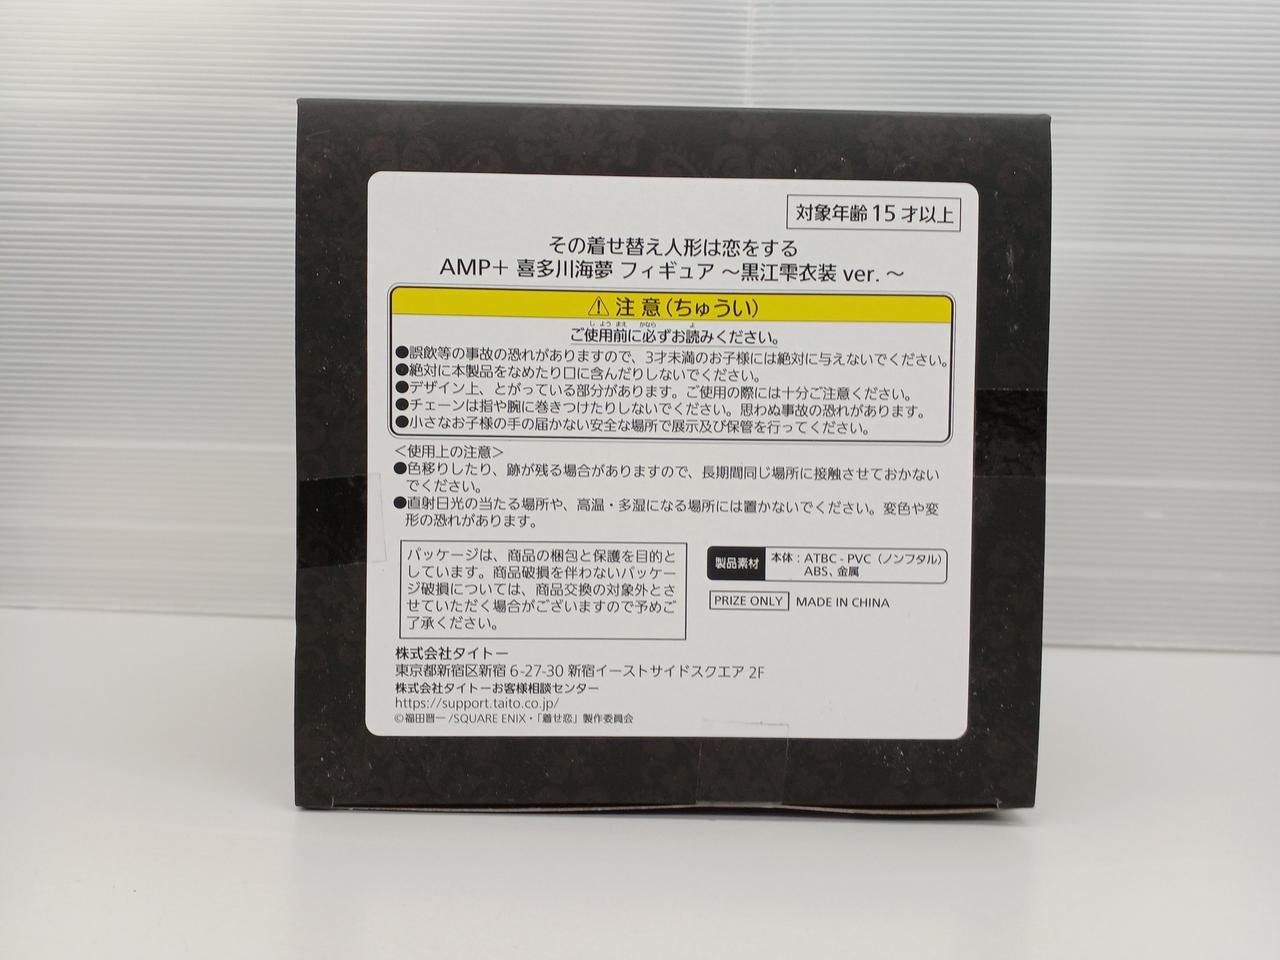 対象年齢15才以上
その着せ替え人形は恋をする
AMP＋ 喜多川海夢 フィギュア ～黒江雫衣装 ver. ～
⚠ 注 意（ちゅうい）
しようまえ かなら よ
ご使用前に必ずお読みください。
●誤飲等の事故の恐れがありますので、3才未満のお子様には絶対に与えないでください。
●絶対に本製品をなめたり口に含んだりしないでください。
●デザイン上、とがっている部分があります。ご使用の際には十分ご注意ください。
●チェーンは指や腕に巻きつけたりしないでください。思わぬ事故の恐れがあります。
●小さなお子様の手の届かない安全な場所で展示及び保管を行ってください。
＜使用上の注意＞
●色移りしたり、跡が残る場合がありますので、長期間同じ場所に接触させておかない
でください。
●直射日光の当たる場所や、高温・多湿になる場所には置かないでください。変色や変
形の恐れがあります。
パッケージは、商品の梱包と保護を目的と
しています。商品破損を伴わないパッケー
ジ破損については、商品交換の対象外とさ
せていただく場合がございますので予めご
了承ください。
製品素材 本体：ATBC - PVC（ノンフタル）
ABS、金属
PRIZE ONLY MADE IN CHINA
株式会社タイトー
東京都新宿区新宿 6-27-30 新宿イーストサイドスクエア 2F
株式会社タイトーお客様相談センター
https://support.taito.co.jp/
©福田晋一/SQUARE ENIX・「着せ恋」製作委員会